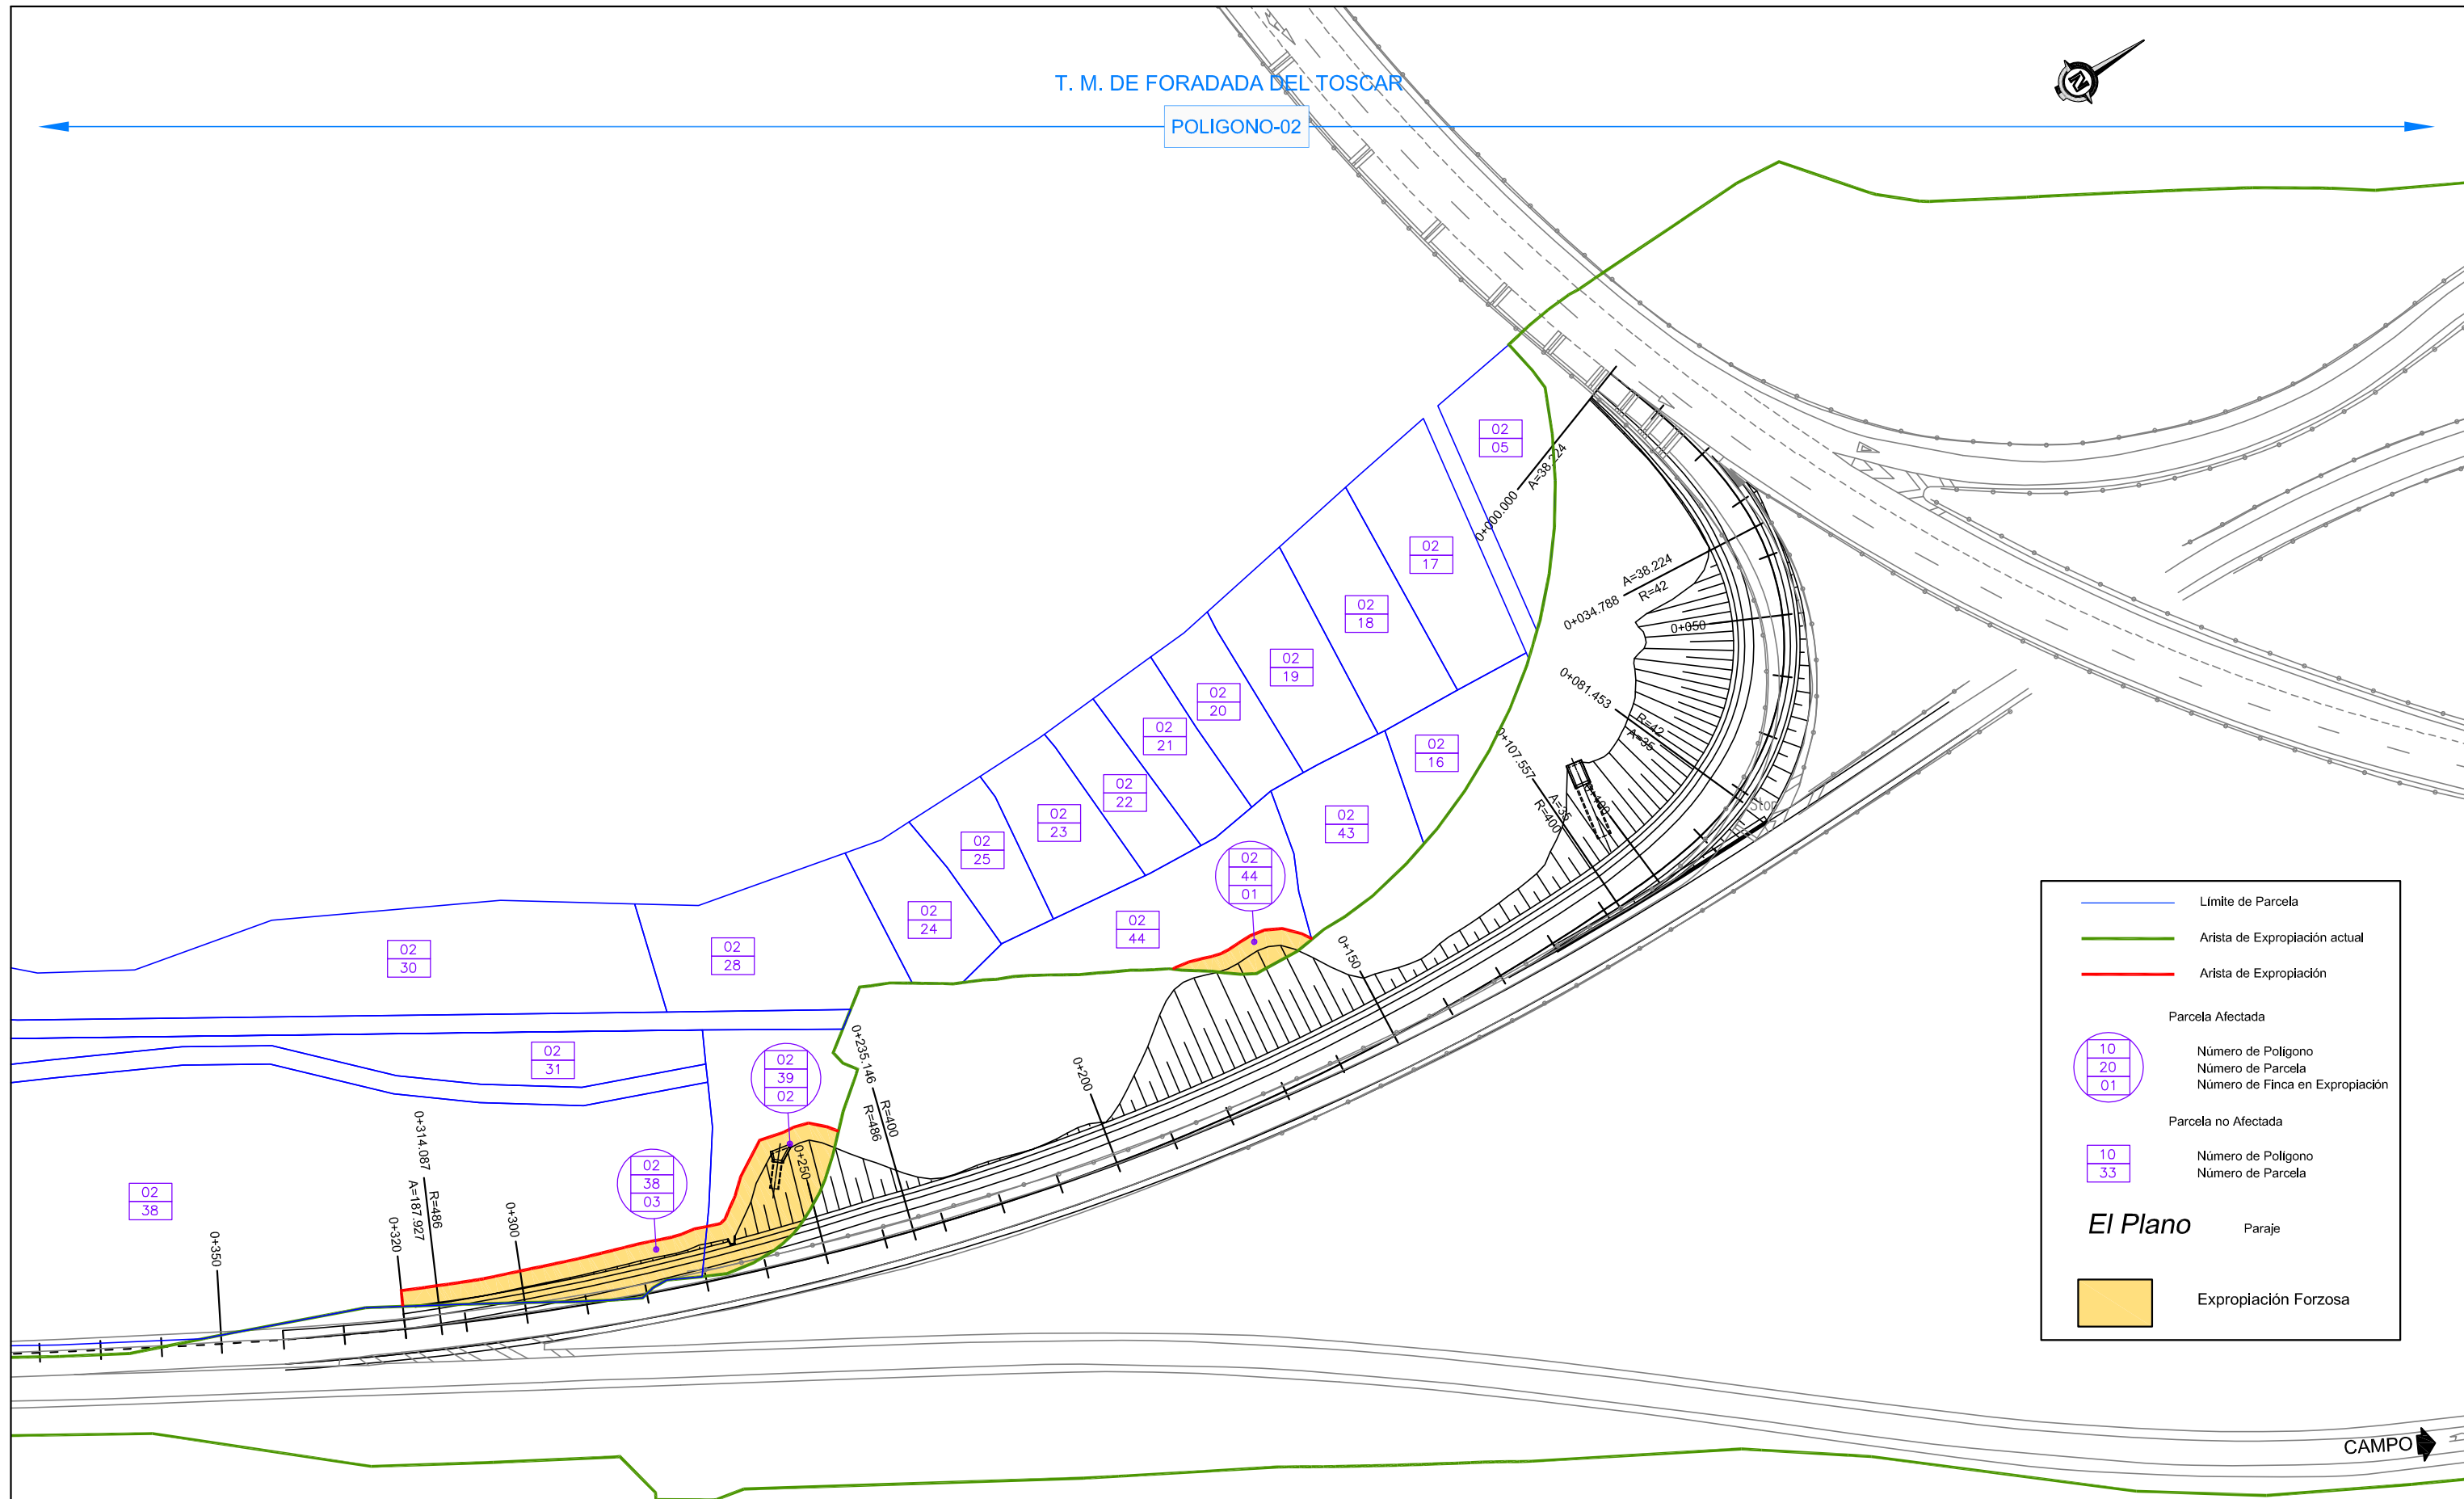 T. M. DE FORADADA DEL TOSCAR
POLIGONO-02
N
02
05
0+000.000
A=38.224
02
17
A=38.224
0+034.788
R=42
02
18
0+050
02
19
0+081.453
R=42
A=35
02
20
02
21
02
16
0+107.557
A=35
R=400
0+100
Stop
02
22
02
23
02
43
02
25
02
44
01
02
24
02
44
0+150
02
30
02
28
02
31
02
39
02
0+235.146
R=400
R=486
0+200
02
38
03
0+250
02
38
0+314.087
R=486
A=187.927
0+300
0+320
0+350
Límite de Parcela
Arista de Expropiación actual
Arista de Expropiación
Parcela Afectada
10
20
01
Número de Polígono
Número de Parcela
Número de Finca en Expropiación
Parcela no Afectada
10
33
Número de Polígono
Número de Parcela
El Plano
Paraje
Expropiación Forzosa
CAMPO